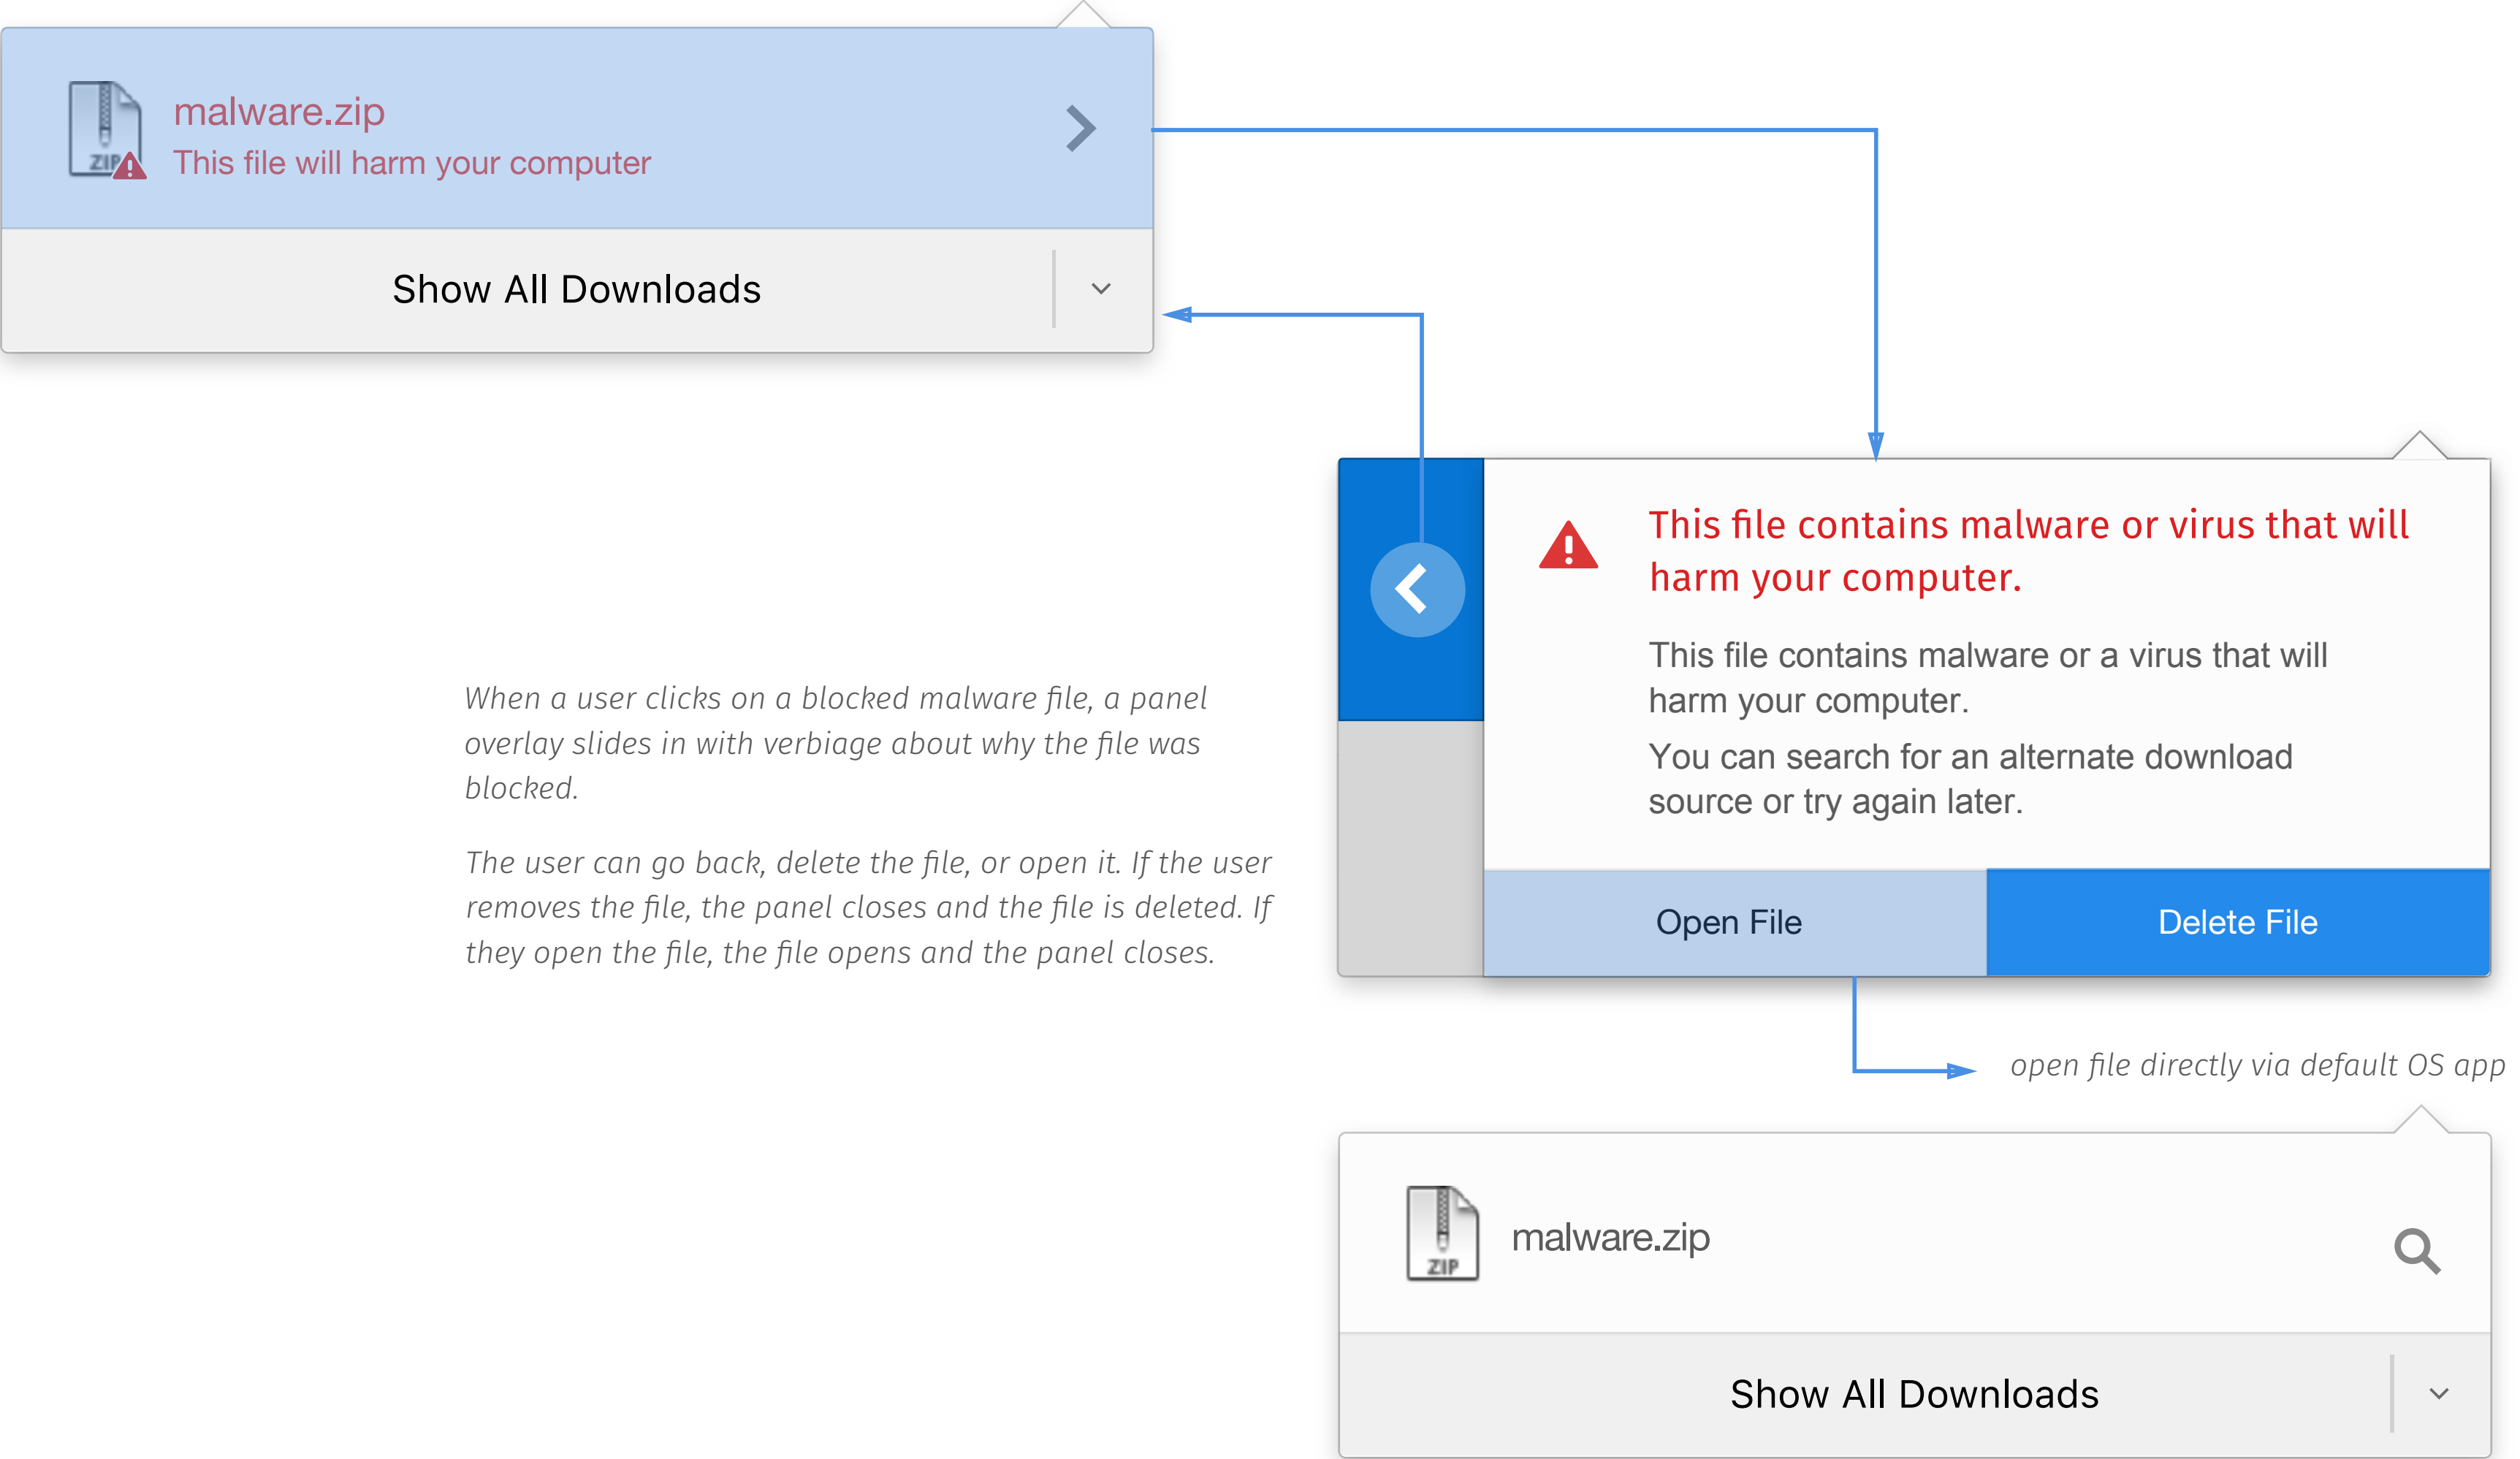 malware.zip
This file will harm your computer
ZIP
Show All Downloads
This file contains malware or virus that will
harm your computer.
This file contains malware or a virus that will
harm your computer.
You can search for an alternate download
source or try again later.
Open File
Delete File
When a user clicks on a blocked malware file, a panel
overlay slides in with verbiage about why the file was
blocked.
The user can go back, delete the file, or open it. If the user
removes the file, the panel closes and the file is deleted. If
they open the file, the file opens and the panel closes.
open file directly via default OS app
malware.zip
ZIP
Show All Downloads